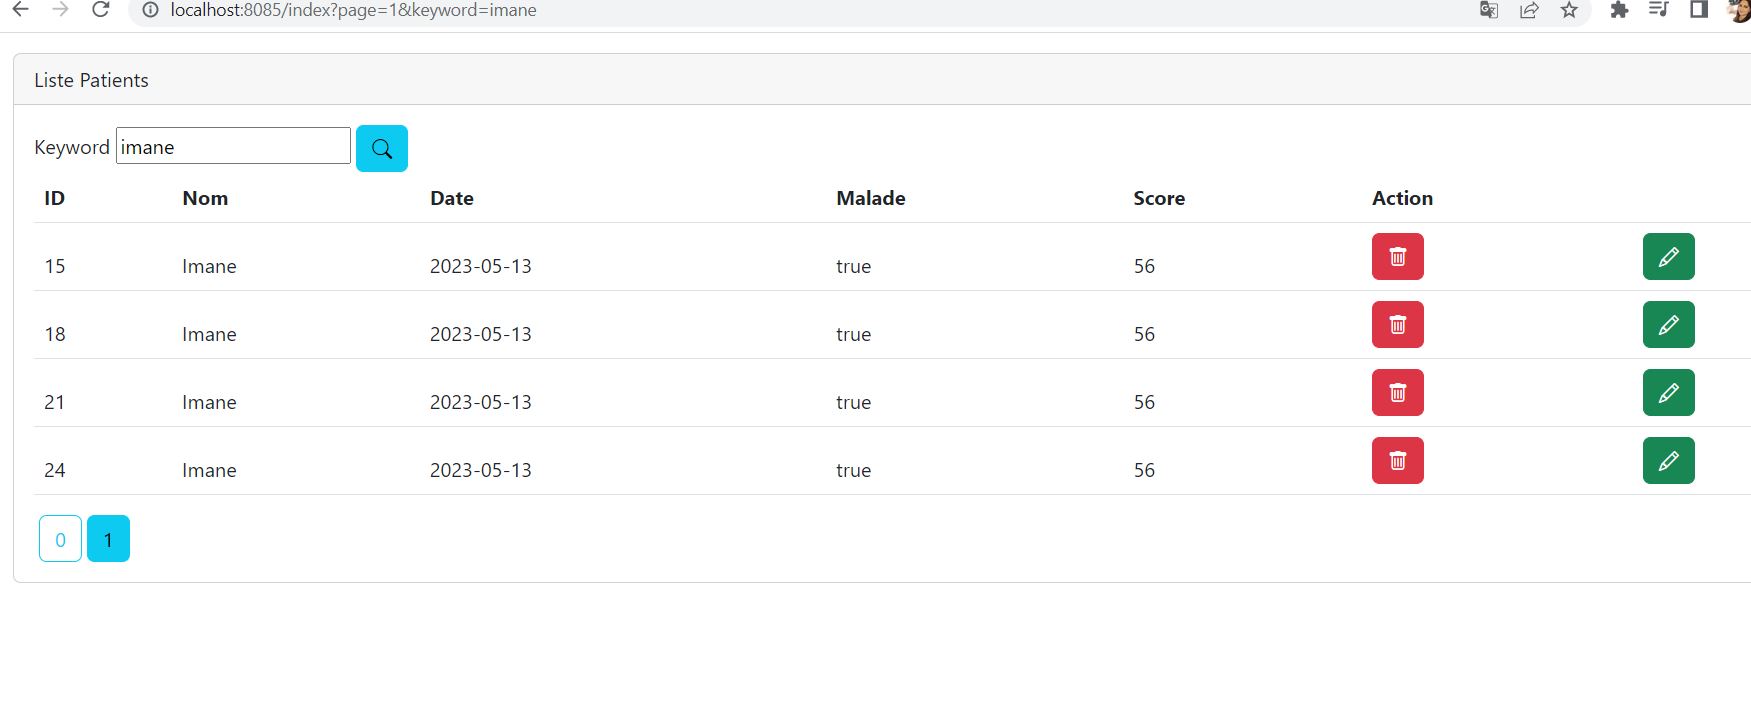 localhost:8085/index?page=1&keyword=imane
Liste Patients
Keyword imane
ID Nom Date Malade Score Action
15 Imane 2023-05-13 true 56
18 Imane 2023-05-13 true 56
21 Imane 2023-05-13 true 56
24 Imane 2023-05-13 true 56
0 1